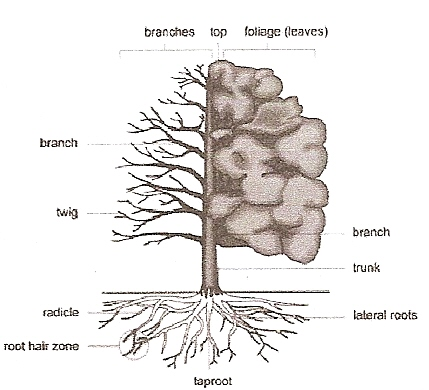 branches top foliage (leaves)
branch
twig
branch
trunk
radicle
lateral roots
root hair zone
taproot